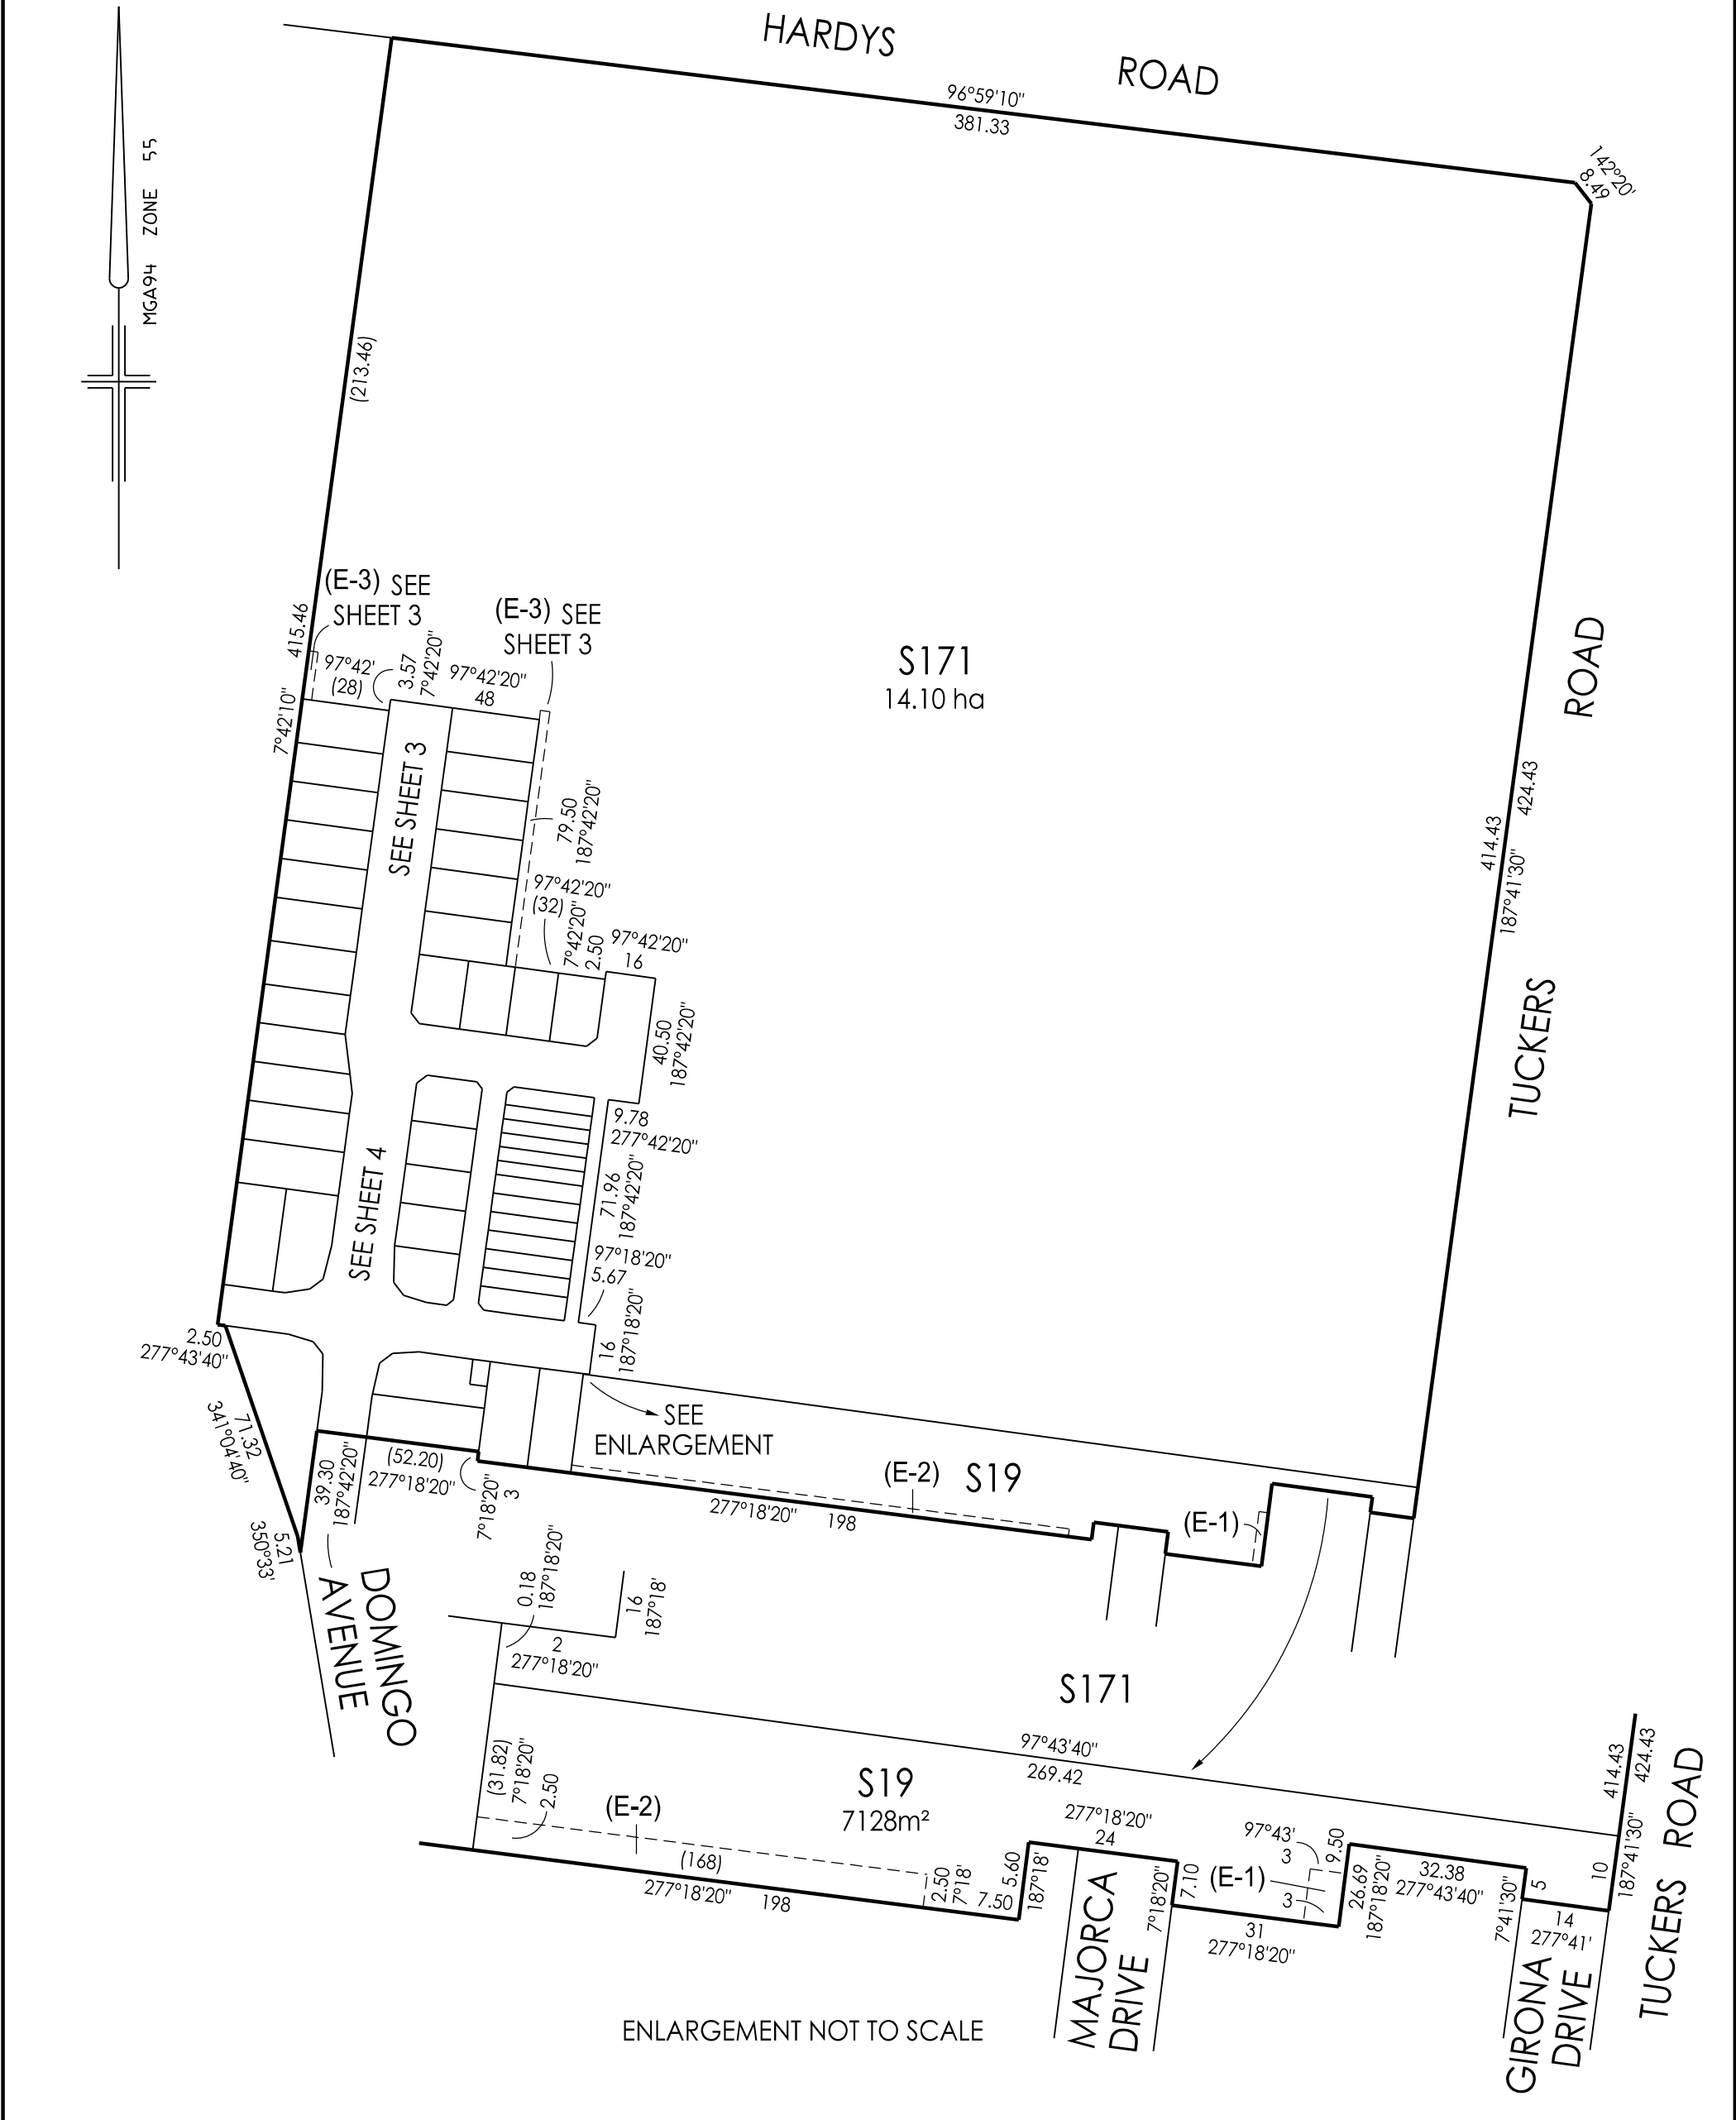 HARDYS
ROAD
96°59'10"
381.33
142°20'
8.49
MGA94 ZONE 55
(213.46)
415.46
7°42'10"
(E-3) SEE
SHEET 3
(E-3) SEE
SHEET 3
97°42'
(28)
3.57
7°42'20"
97°42'20"
48
S171
14.10 ha
ROAD
TUCKERS
424.43
414.43
187°41'30"
SEE SHEET 3
79.50
187°42'20"
97°42'20"
(32)
7°42'20"
2.50
97°42'20"
16
40.50
187°42'20"
9.78
277°42'20"
71.96
187°42'20"
97°18'20"
5.67
16
187°18'20"
SEE SHEET 4
2.50
277°43'40"
71.32
341°04'40"
5.21
350°33'
39.30
187°42'20"
(52.20)
277°18'20"
7°18'20"
3
SEE
ENLARGEMENT
277°18'20" 198
(E-2) S19
(E-1)
DOMINGO
AVENUE
0.18
187°18'20"
16
187°18'
2
277°18'20"
S171
97°43'40"
269.42
(31.82)
7°18'20"
2.50
(E-2)
S19
7128m²
(168)
277°18'20" 198
2.50
7°18'
7.50
5.60
187°18'
277°18'20"
24
7°18'20"
7.10
97°43'
3
9.50
(E-1)
3
31
277°18'20"
26.69
187°18'20"
32.38
277°43'40"
7°41'30"
5
14
277°41'
10
187°41'30"
414.43
424.43
TUCKERS ROAD
MAJORCA
DRIVE
GIRONA
DRIVE
ENLARGEMENT NOT TO SCALE